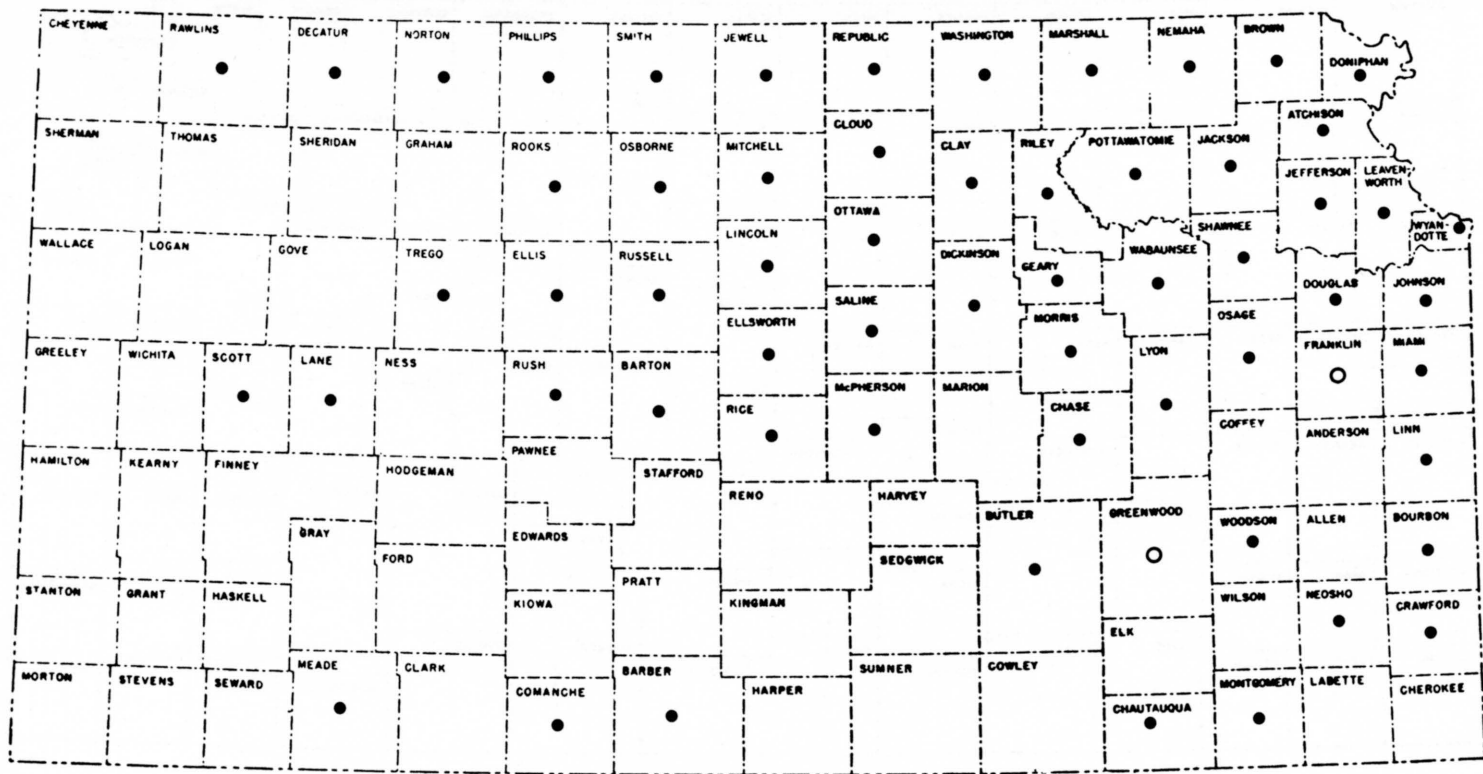 CHEYENNE
RAWLINS
DECATUR
NORTON
PHILLIPS
SMITH
JEWELL
REPUBLIC
WASHINGTON
MARSHALL
NEMAHA
BROWN
DONIPHAN
SHERMAN
THOMAS
SHERIDAN
GRAHAM
ROOKS
OSBORNE
MITCHELL
CLOUD
CLAY
RILEY
POTTAWATOMIE
JACKSON
ATCHISON
JEFFERSON
LEAVEN
WORTH
WYAN
DOTTE
WALLACE
LOGAN
GOVE
TREGO
ELLIS
RUSSELL
LINCOLN
OTTAWA
DICKINSON
GEARY
WABAUNSEE
SHAWNEE
DOUGLAS
JOHNSON
GREELEY
WICHITA
SCOTT
LANE
NESS
RUSH
BARTON
ELLSWORTH
SALINE
MORRIS
LYON
OSAGE
FRANKLIN
MIAMI
RICE
McPHERSON
MARION
CHASE
COFFEY
ANDERSON
LINN
HAMILTON
KEARNY
FINNEY
HODGEMAN
PAWNEE
STAFFORD
RENO
HARVEY
BUTLER
GREENWOOD
WOODSON
ALLEN
BOURBON
GRAY
FORD
EDWARDS
PRATT
SEDGWICK
STANTON
GRANT
HASKELL
KIOWA
KINGMAN
ELK
WILSON
NEOSHO
CRAWFORD
MORTON
STEVENS
SEWARD
MEADE
CLARK
COMANCHE
BARBER
HARPER
SUMNER
COWLEY
CHAUTAUQUA
MONTGOMERY
LABETTE
CHEROKEE